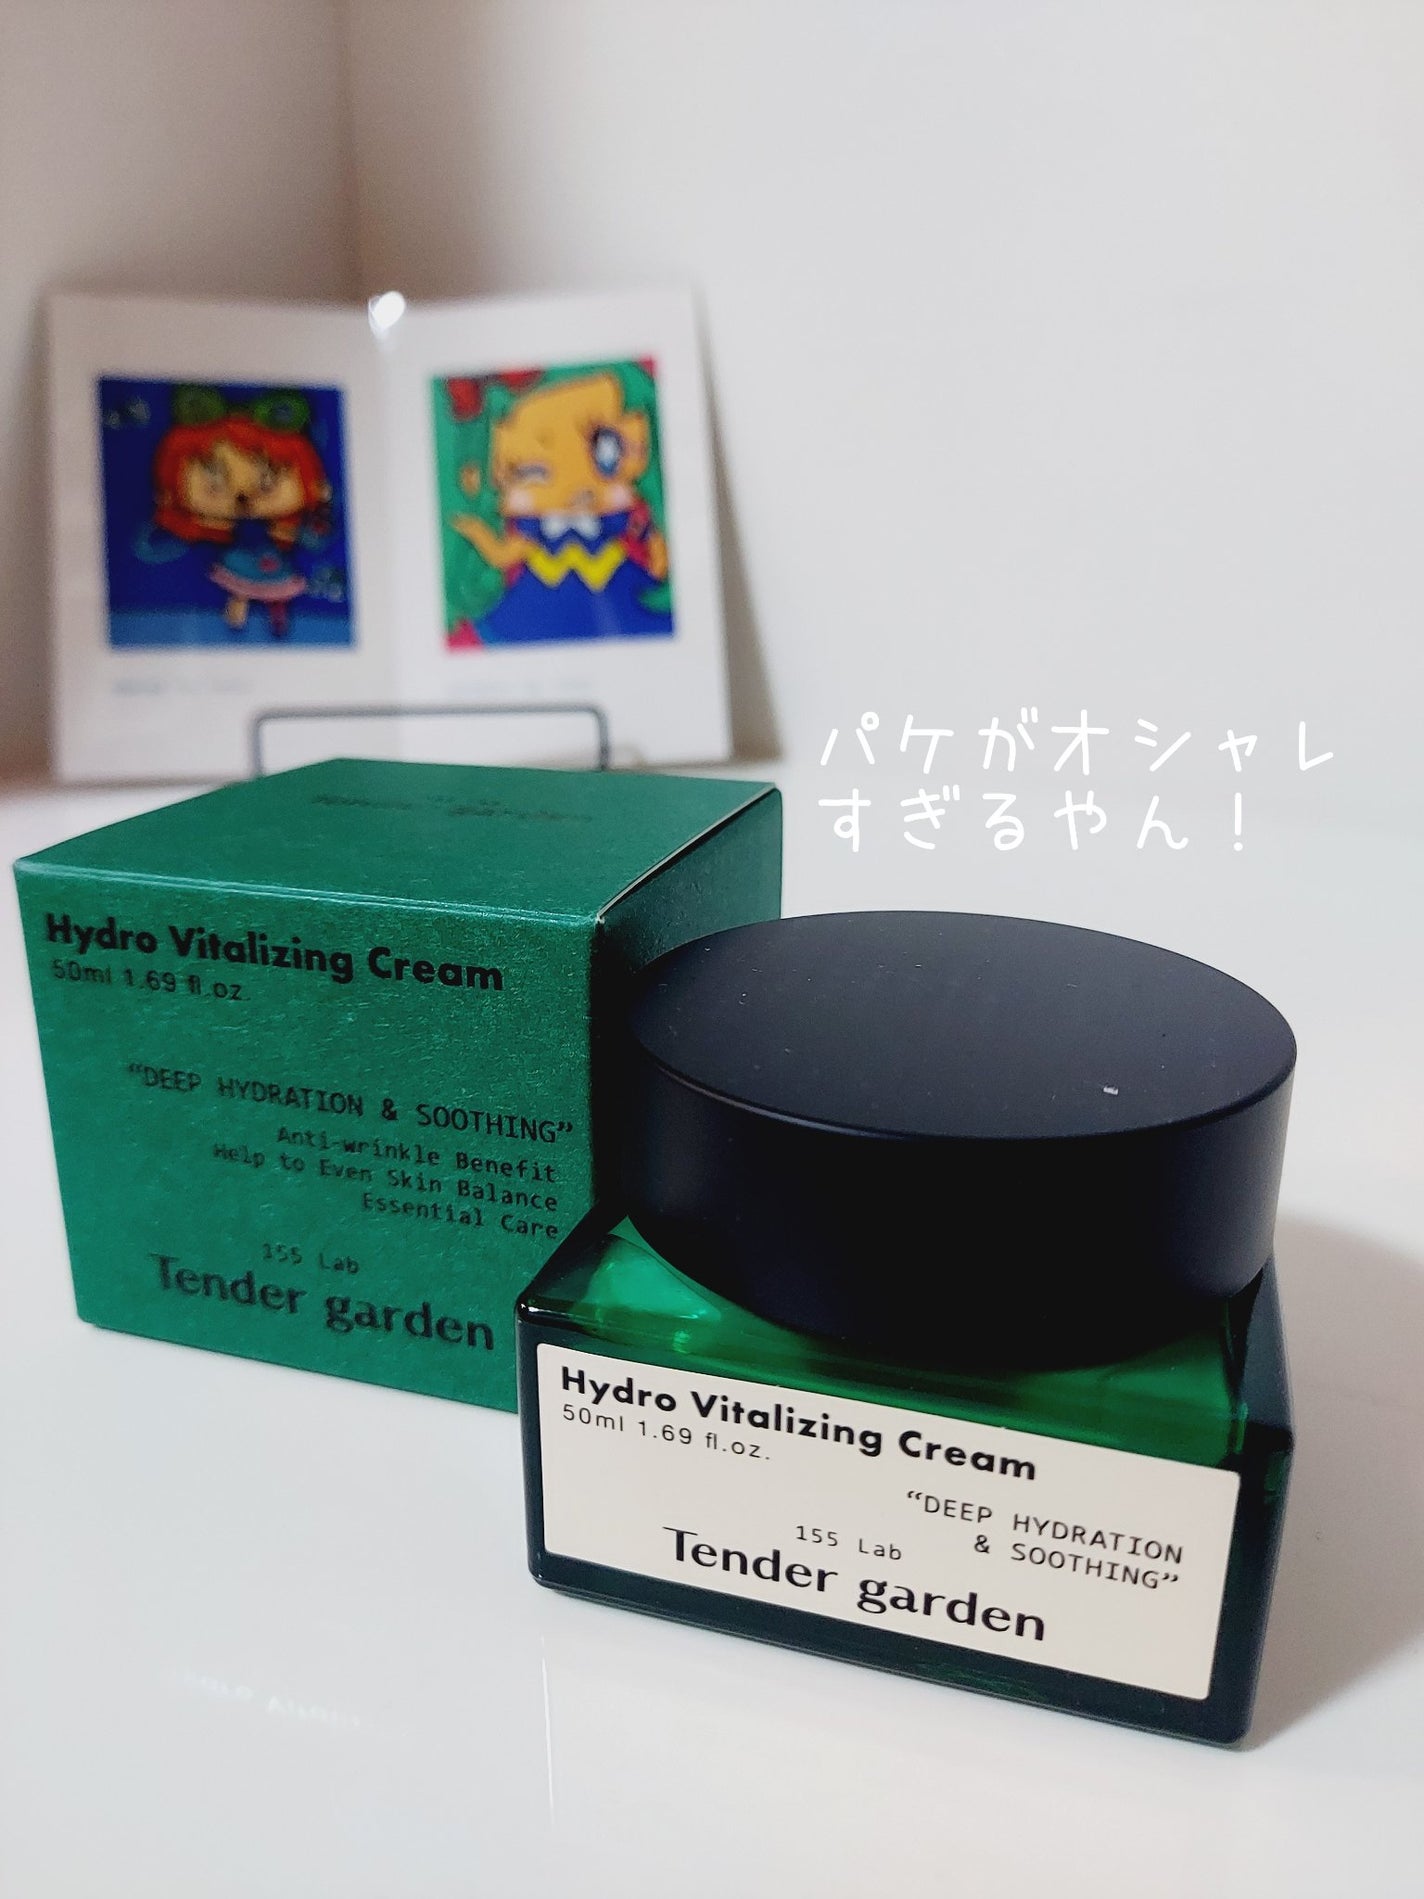 パケがオシャレ
すぎるやん！
Hydro Vitalizing Cream
50ml 1.69 fl.oz.
“DEEP HYDRATION & SOOTHING”
Anti-wrinkle Benefit
Help to Even Skin Balance
Essential Care
155 Lab
Tender garden
Hydro Vitalizing Cream
50ml 1.69 fl.oz.
“DEEP HYDRATION
& SOOTHING”
155 Lab
Tender garden